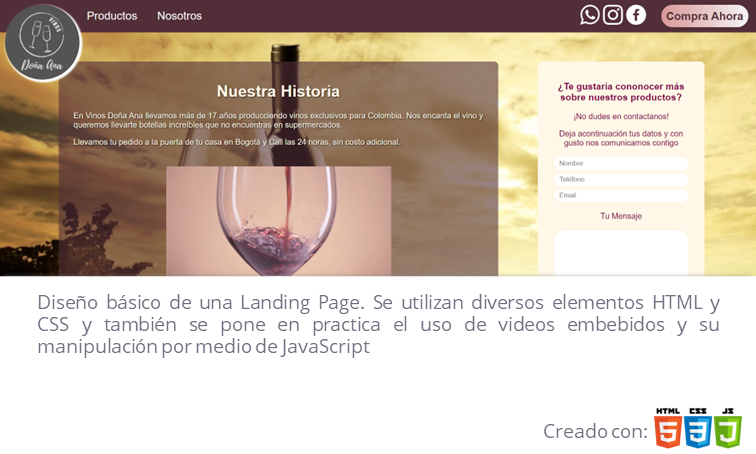 Productos Nosotros Compra Ahora
VINOS
Doña Ana
Nuestra Historia
En Vinos Doña Ana llevamos más de 17 años producciendo vinos exclusivos para Colombia. Nos encanta el vino y
queremos llevarte botellas increíbles que no encuentras en supermercados.
Llevamos tu pedido a la puerta de tu casa en Bogotá y Cali las 24 horas, sin costo adicional.
¿Te gustaria cononocer más
sobre nuestros productos?
¡No dudes en contactanos!
Deja acontinuación tus datos y con
gusto nos comunicamos contigo
Nombre
Teléfono
Email
Tu Mensaje
Diseño básico de una Landing Page. Se utilizan diversos elementos HTML y
CSS y también se pone en practica el uso de videos embebidos y su
manipulación por medio de JavaScript
Creado con: HTML 5 CSS 3 JS